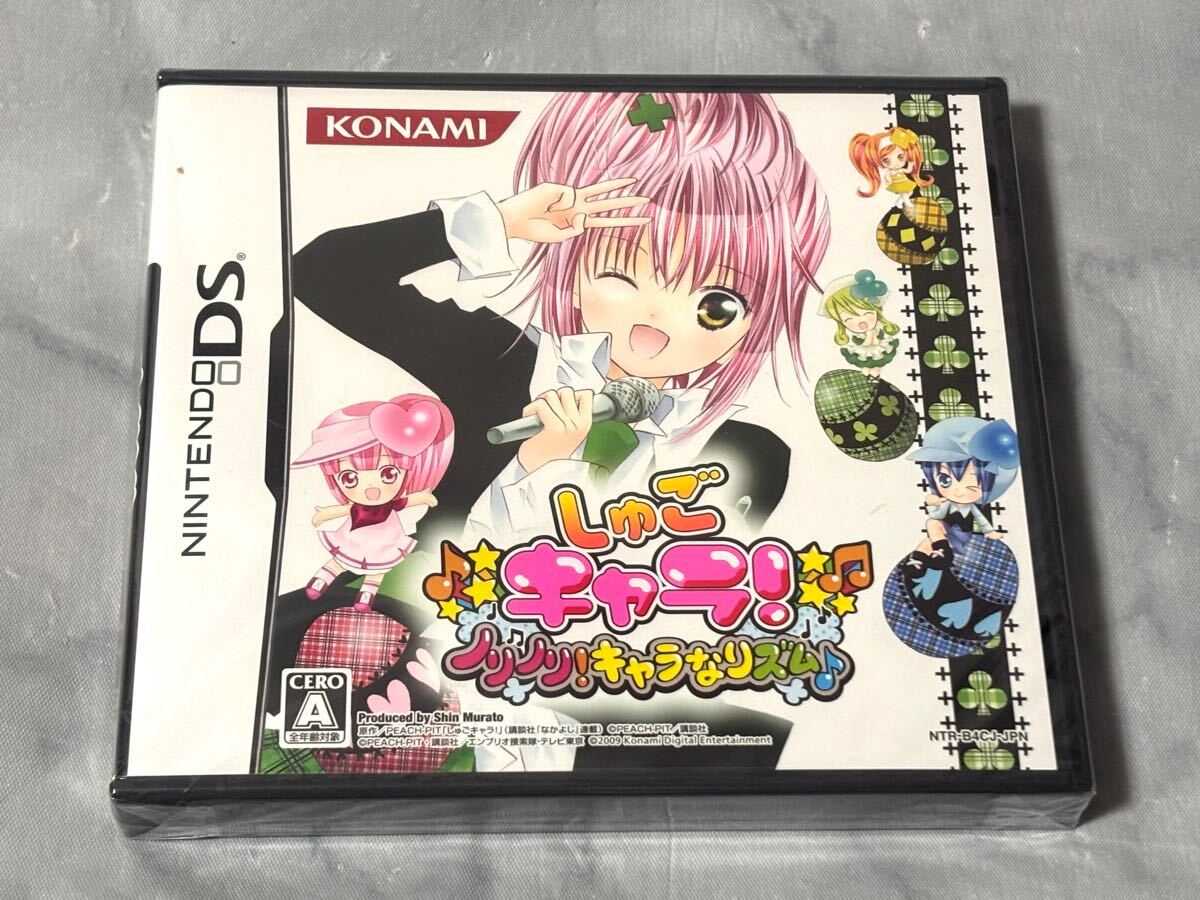 KONAMI
NINTENDO DS®
しゅご
キャラ!
ノリノリ!キャラなりズム♪
CERO
A
全年齢対象
Produced by Shin Murato
原作/PEACH-PIT「しゅごキャラ!」(講談社「なかよし」連載) ©PEACH-PIT/講談社
©PEACH-PIT・講談社/エンブリオ捜索隊・テレビ東京 ©2009 Konami Digital Entertainment
NTR-B4CJ-JPN